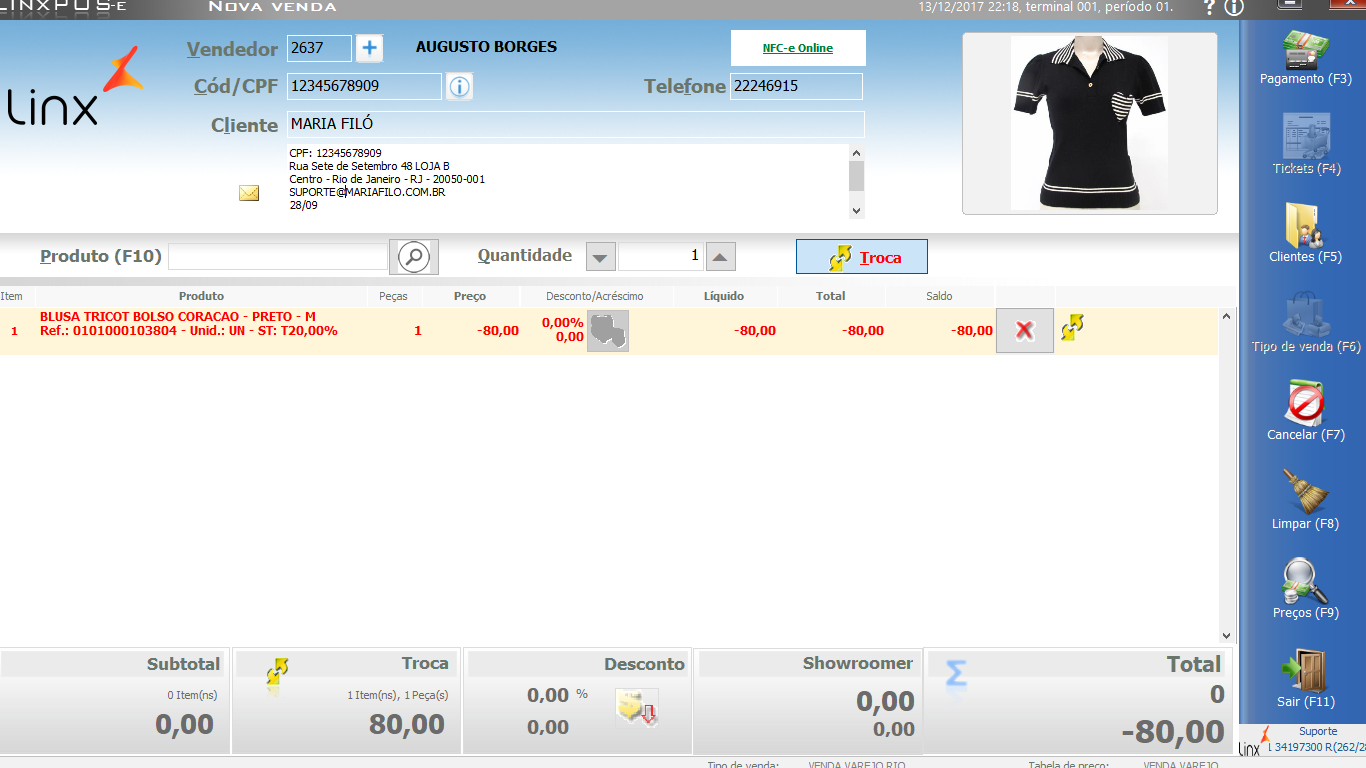 LINXPOS-E NOVA VENDA 13/12/2017 22:18, terminal 001, período 01. ?
linx
Vendedor 2637 + AUGUSTO BORGES
NFC-e Online
Cód/CPF 12345678909
Telefone 22246915
Cliente MARIA FILÓ
CPF: 12345678909
Rua Sete de Setembro 48 LOJA B
Centro - Rio de Janeiro - RJ - 20050-001
SUPORTE@MARIAFILO.COM.BR
28/09
Produto (F10) Quantidade 1 Troca
Item Produto Peças Preço Desconto/Acréscimo Líquido Total Saldo
BLUSA TRICOT BOLSO CORACAO - PRETO - M
1 Ref.: 0101000103804 - Unid.: UN - ST: T20,00% 1 -80,00 0,00% -80,00 -80,00 -80,00
0,00
Subtotal
0 Item(ns)
0,00
Troca
1 Item(ns), 1 Peça(s)
80,00
Desconto
0,00 %
0,00
Showroomer
0,00
0,00
Σ Total
0
-80,00
Tipo de venda: VENDA VAREJO RIO Tabela de preço: VENDA VAREJO
Pagamento (F3)
Tickets (F4)
Clientes (F5)
Tipo de venda (F6)
Cancelar (F7)
Limpar (F8)
Preços (F9)
Sair (F11)
Suporte
linx 34197300 R(262/